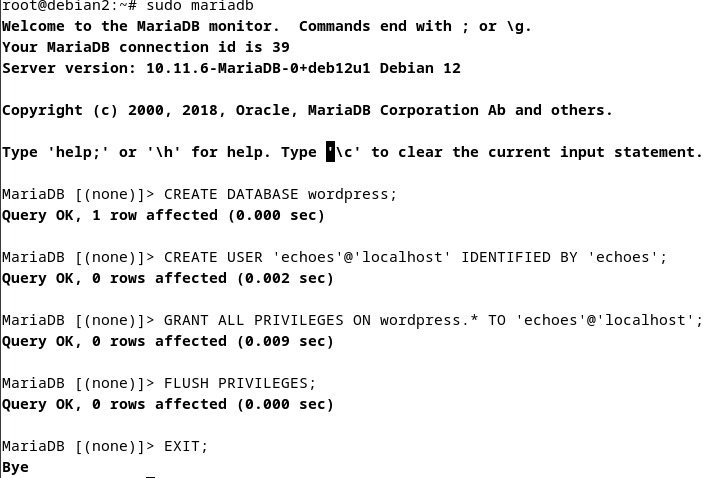 root@debian2:~# sudo mariadb
Welcome to the MariaDB monitor.  Commands end with ; or \g.
Your MariaDB connection id is 39
Server version: 10.11.6-MariaDB-0+deb12u1 Debian 12
Copyright (c) 2000, 2018, Oracle, MariaDB Corporation Ab and others.
Type 'help;' or '\h' for help. Type '\c' to clear the current input statement.
MariaDB [(none)]> CREATE DATABASE wordpress;
Query OK, 1 row affected (0.000 sec)
MariaDB [(none)]> CREATE USER 'echoes'@'localhost' IDENTIFIED BY 'echoes';
Query OK, 0 rows affected (0.002 sec)
MariaDB [(none)]> GRANT ALL PRIVILEGES ON wordpress.* TO 'echoes'@'localhost';
Query OK, 0 rows affected (0.009 sec)
MariaDB [(none)]> FLUSH PRIVILEGES;
Query OK, 0 rows affected (0.000 sec)
MariaDB [(none)]> EXIT;
Bye